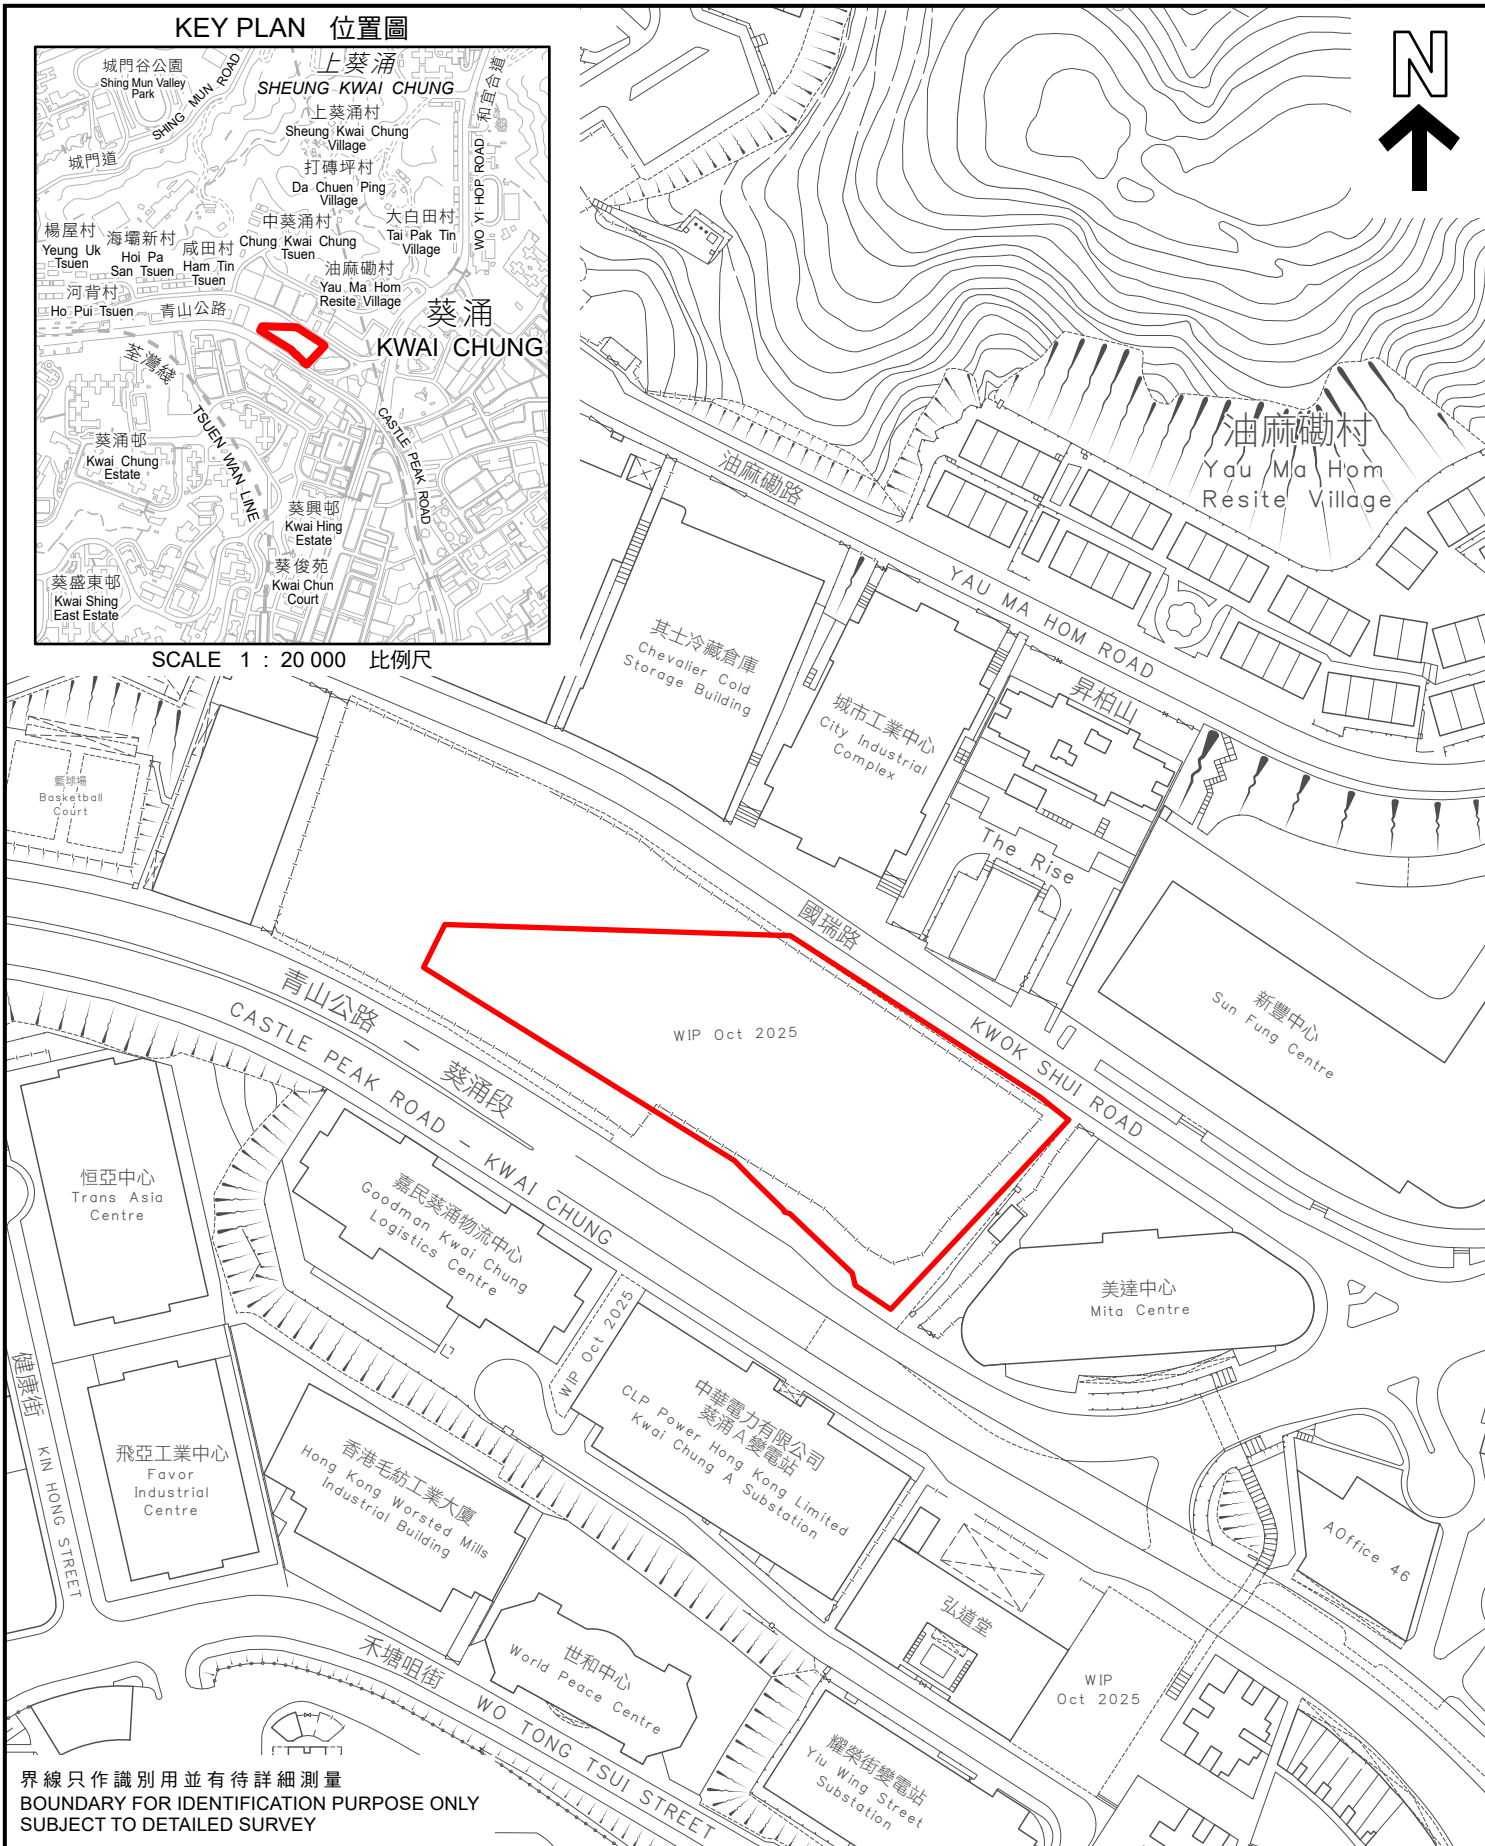 KEY PLAN 位置圖
城門谷公園
Shing Mun Valley
Park
SHING MUN ROAD
城門道
上葵涌
SHEUNG KWAI CHUNG
和宜合道
WO YI HOP ROAD
上葵涌村
Sheung Kwai Chung
Village
打磚坪村
Da Chuen Ping
Village
中葵涌村
Chung Kwai Chung
Tsuen
大白田村
Tai Pak Tin
Village
楊屋村
Yeung Uk
Tsuen
海壩新村
Hoi Pa
San Tsuen
咸田村
Ham Tin
Tsuen
油麻磡村
Yau Ma Hom
Resite Village
河背村
Ho Pui Tsuen
青山公路
葵涌
KWAI CHUNG
荃灣綫
TSUEN WAN LINE
CASTLE PEAK ROAD
葵涌邨
Kwai Chung
Estate
葵興邨
Kwai Hing
Estate
葵俊苑
Kwai Chun
Court
葵盛東邨
Kwai Shing
East Estate
SCALE 1 : 20 000 比例尺
N
油麻磡村
Yau Ma Hom
Resite Village
油麻磡路
YAU MA HOM ROAD
其士冷藏倉庫
Chevalier Cold
Storage Building
城市工業中心
City Industrial
Complex
昇柏山
The Rise
籃球場
Basketball
Court
國瑞路
KWOK SHUI ROAD
新豐中心
Sun Fung Centre
WIP Oct 2025
青山公路 - 葵涌段
CASTLE PEAK ROAD - KWAI CHUNG
恒亞中心
Trans Asia
Centre
嘉民葵涌物流中心
Goodman Kwai Chung
Logistics Centre
美達中心
Mita Centre
WIP Oct 2025
健康街
KIN HONG STREET
飛亞工業中心
Favor
Industrial
Centre
香港毛紡工業大廈
Hong Kong Worsted Mills
Industrial Building
中華電力有限公司
葵涌A變電站
CLP Power Hong Kong Limited
Kwai Chung A Substation
AOffice 46
弘道堂
世和中心
World Peace Centre
WIP
Oct 2025
禾塘咀街
WO TONG TSUI STREET
耀榮街變電站
Yiu Wing Street
Substation
界線只作識別用並有待詳細測量
BOUNDARY FOR IDENTIFICATION PURPOSE ONLY
SUBJECT TO DETAILED SURVEY